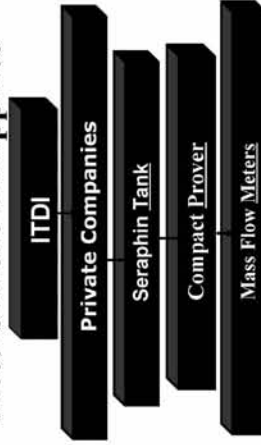 ITDI
Private Companies
Seraphin Tank
Compact Prover
Mass Flow Meters